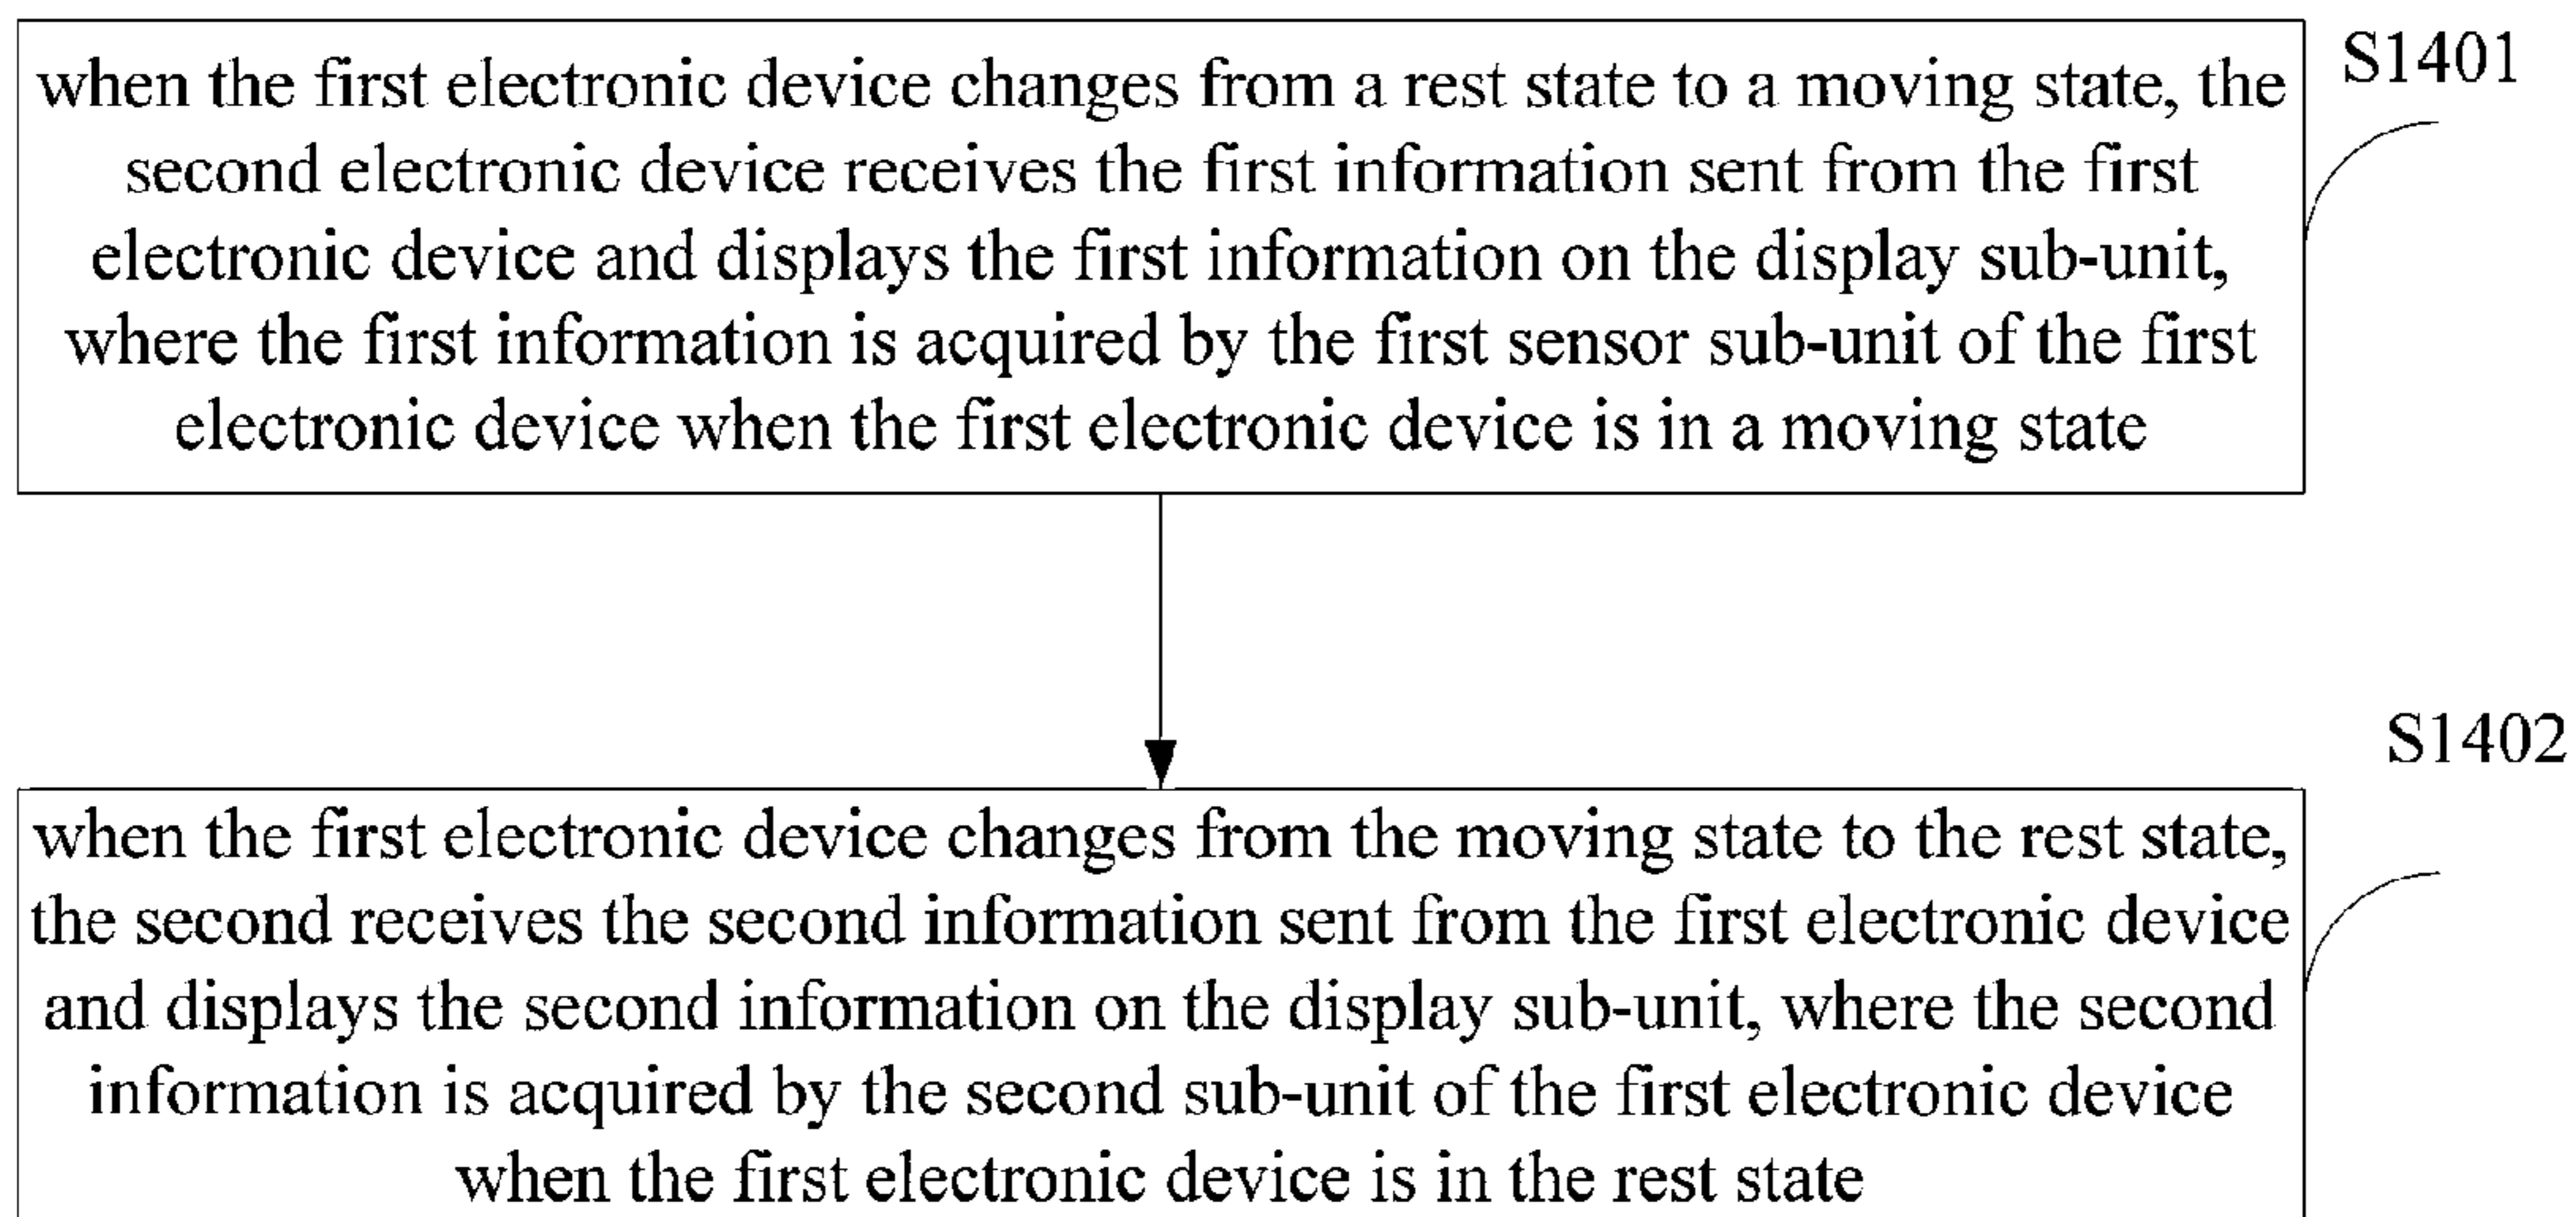 when the first electronic device changes from a rest state to a moving state, the
second electronic device receives the first information sent from the first
electronic device and displays the first information on the display sub-unit,
where the first information is acquired by the first sensor sub-unit of the first
electronic device when the first electronic device is in a moving state
S1401
when the first electronic device changes from the moving state to the rest state,
the second receives the second information sent from the first electronic device
and displays the second information on the display sub-unit, where the second
information is acquired by the second sub-unit of the first electronic device
when the first electronic device is in the rest state
S1402